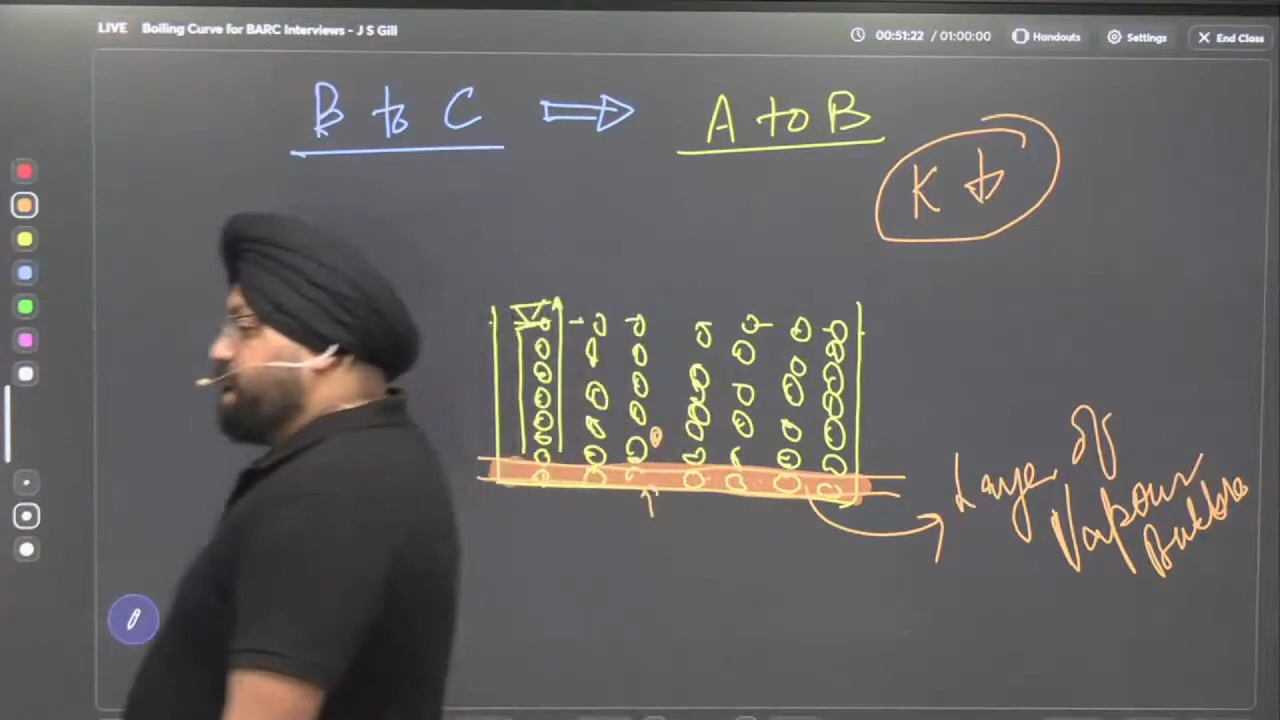 LIVE Boiling Curve for BARC Interviews - J S Gill
00:51:22 / 01:00:00 Handouts Settings End Class
B to C ⇒ A to B
K ↓
Layer of
Vapour
Bubble